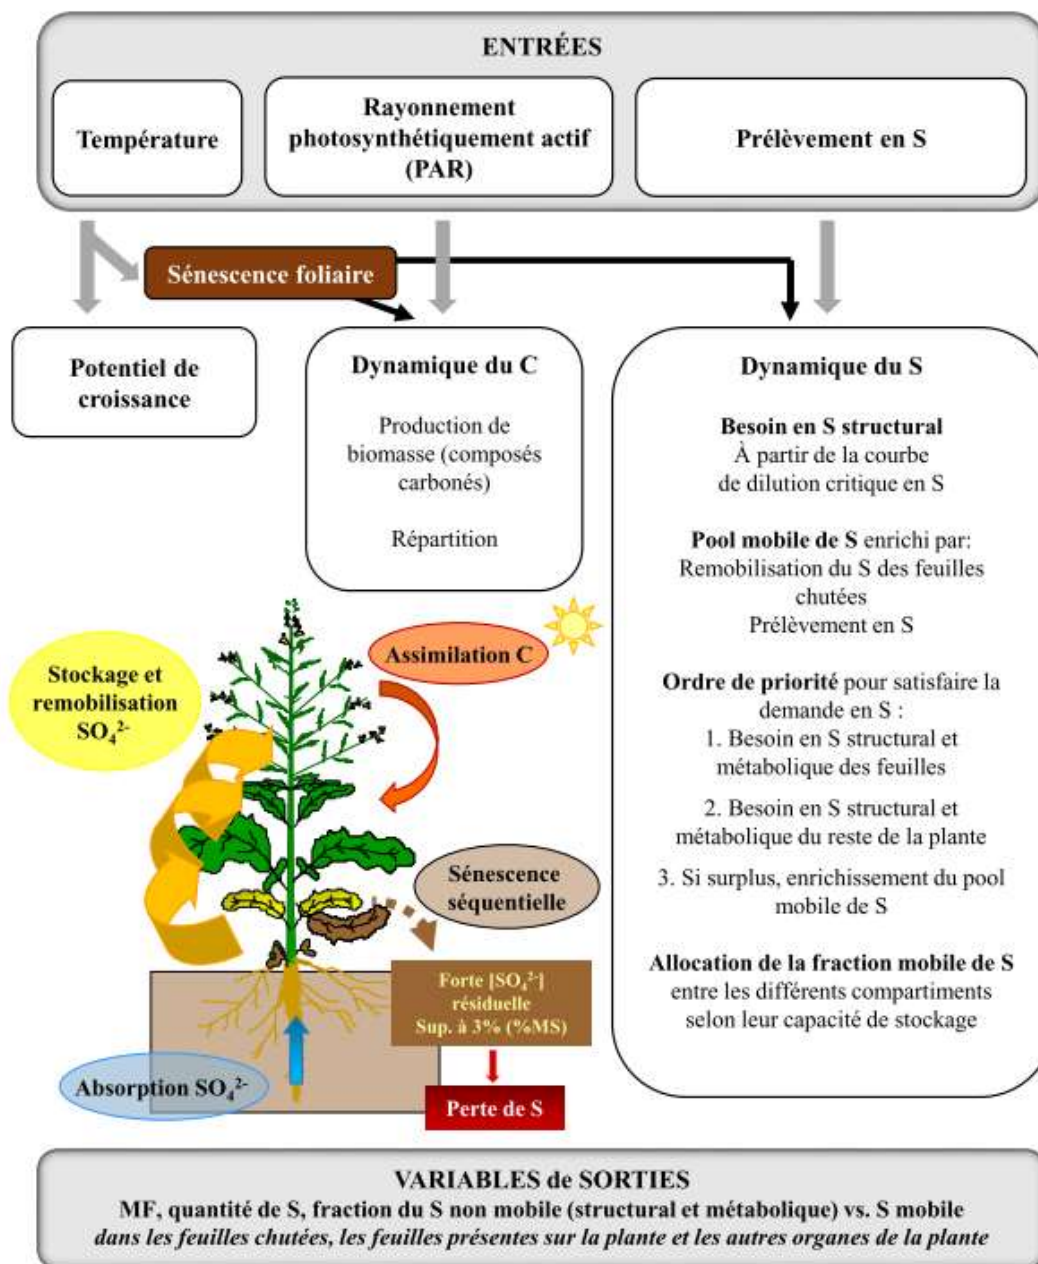 ENTRÉES
Température
Rayonnement
photosynthétiquement actif
(PAR)
Prélèvement en S
Sénescence foliaire
Potentiel de
croissance
Dynamique du C
Production de
biomasse (composés
carbonés)
Répartition
Dynamique du S
Besoin en S structural
À partir de la courbe
de dilution critique en S
Pool mobile de S enrichi par:
Remobilisation du S des feuilles
chutées
Prélèvement en S
Ordre de priorité pour satisfaire la
demande en S :
1. Besoin en S structural et
métabolique des feuilles
2. Besoin en S structural et
métabolique du reste de la plante
3. Si surplus, enrichissement du pool
mobile de S
Allocation de la fraction mobile de S
entre les différents compartiments
selon leur capacité de stockage
Assimilation C
Stockage et
remobilisation
SO₄²⁻
Sénescence
séquentielle
Forte [SO₄²⁻]
résiduelle
Sup. à 3% (%MS)
Absorption SO₄²⁻
Perte de S
VARIABLES de SORTIES
MF, quantité de S, fraction du S non mobile (structural et métabolique) vs. S mobile
dans les feuilles chutées, les feuilles présentes sur la plante et les autres organes de la plante